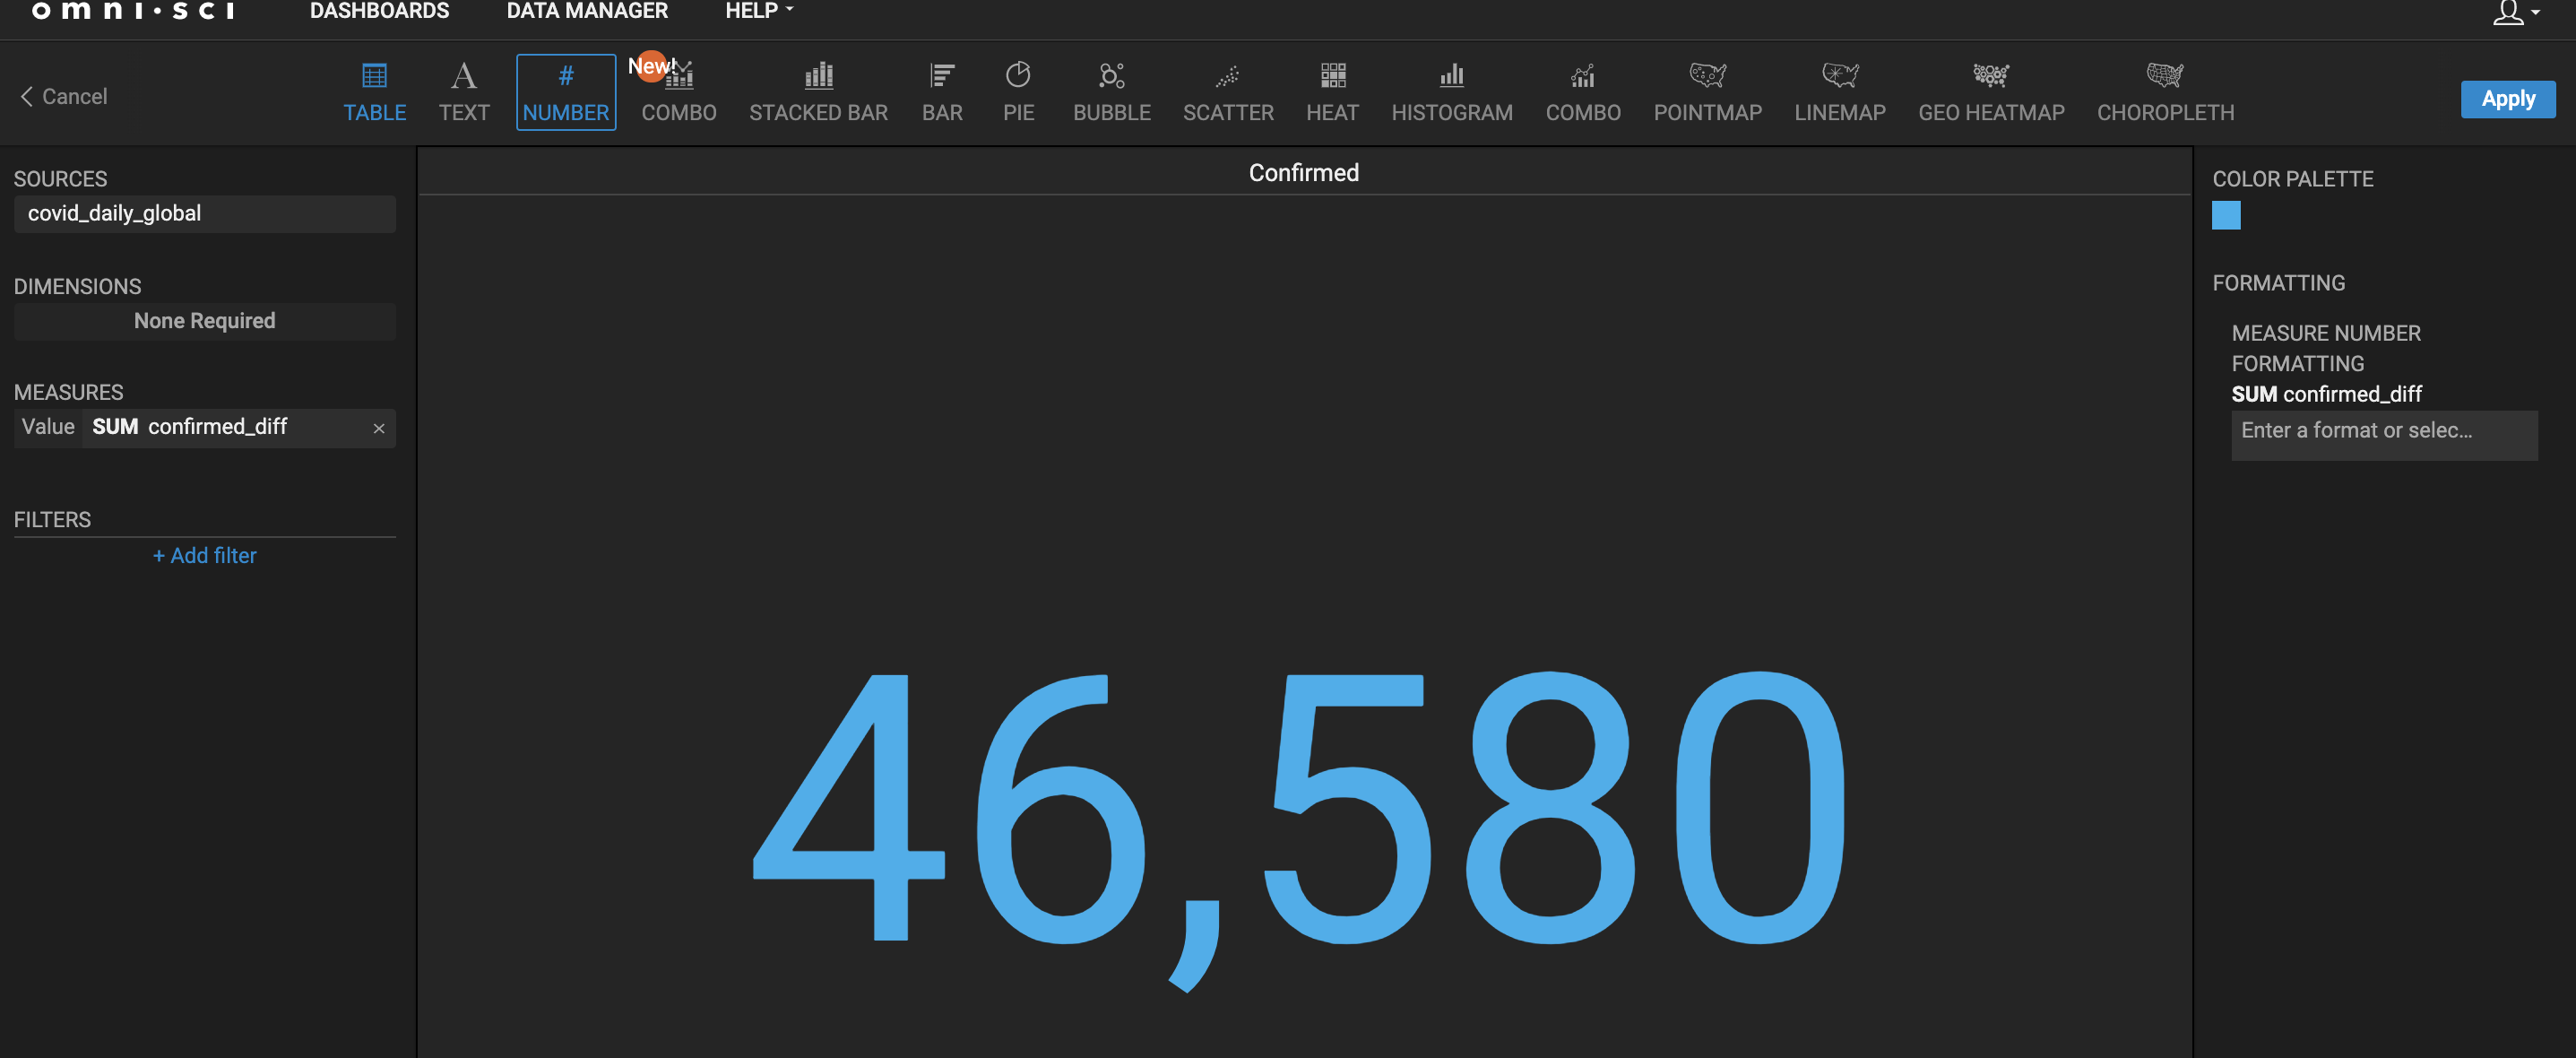 omni·sci DASHBOARDS DATA MANAGER HELP
Cancel
TABLE
TEXT
# NUMBER
New!
COMBO
STACKED BAR
BAR
PIE
BUBBLE
SCATTER
HEAT
HISTOGRAM
COMBO
POINTMAP
LINEMAP
GEO HEATMAP
CHOROPLETH
Apply
SOURCES
covid_daily_global
DIMENSIONS
None Required
MEASURES
Value SUM confirmed_diff ×
FILTERS
+ Add filter
Confirmed
46,580
COLOR PALETTE
FORMATTING
MEASURE NUMBER
FORMATTING
SUM confirmed_diff
Enter a format or selec...